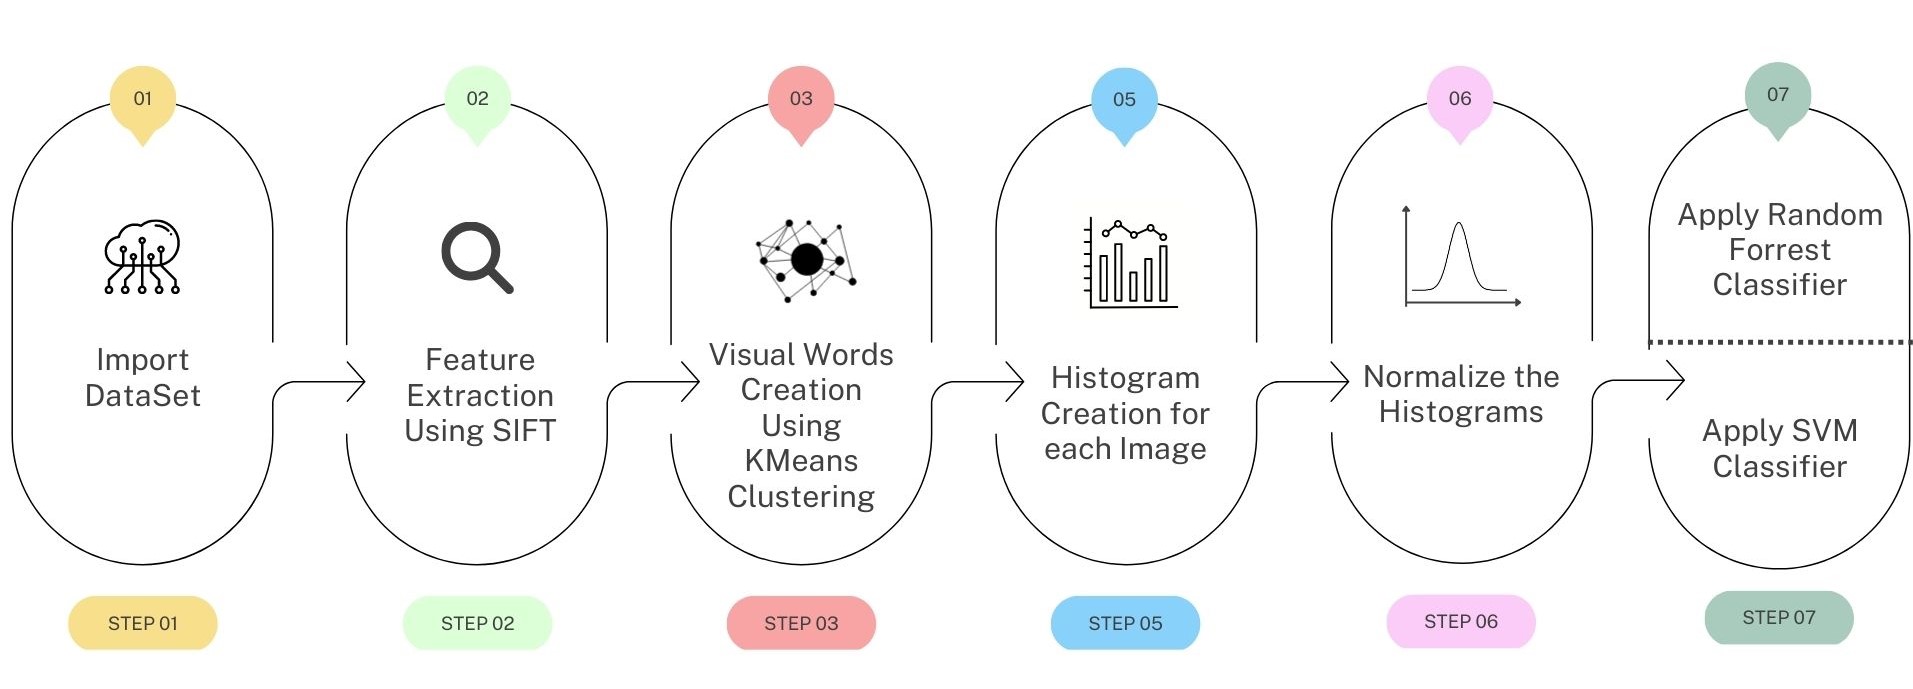 01
Import
DataSet
STEP 01
02
Feature
Extraction
Using SIFT
STEP 02
03
Visual Words
Creation
Using
KMeans
Clustering
STEP 03
05
Histogram
Creation for
each Image
STEP 05
06
Normalize the
Histograms
STEP 06
07
Apply Random
Forrest
Classifier
Apply SVM
Classifier
STEP 07